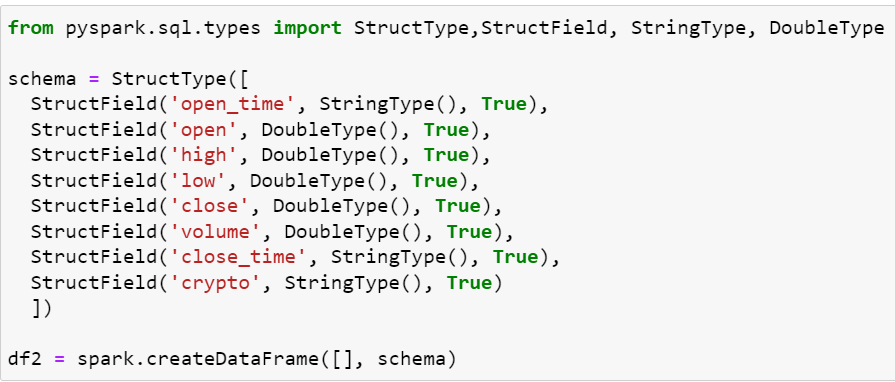 from pyspark.sql.types import StructType,StructField, StringType, DoubleType
schema = StructType([
  StructField('open_time', StringType(), True),
  StructField('open', DoubleType(), True),
  StructField('high', DoubleType(), True),
  StructField('low', DoubleType(), True),
  StructField('close', DoubleType(), True),
  StructField('volume', DoubleType(), True),
  StructField('close_time', StringType(), True),
  StructField('crypto', StringType(), True)
  ])
df2 = spark.createDataFrame([], schema)